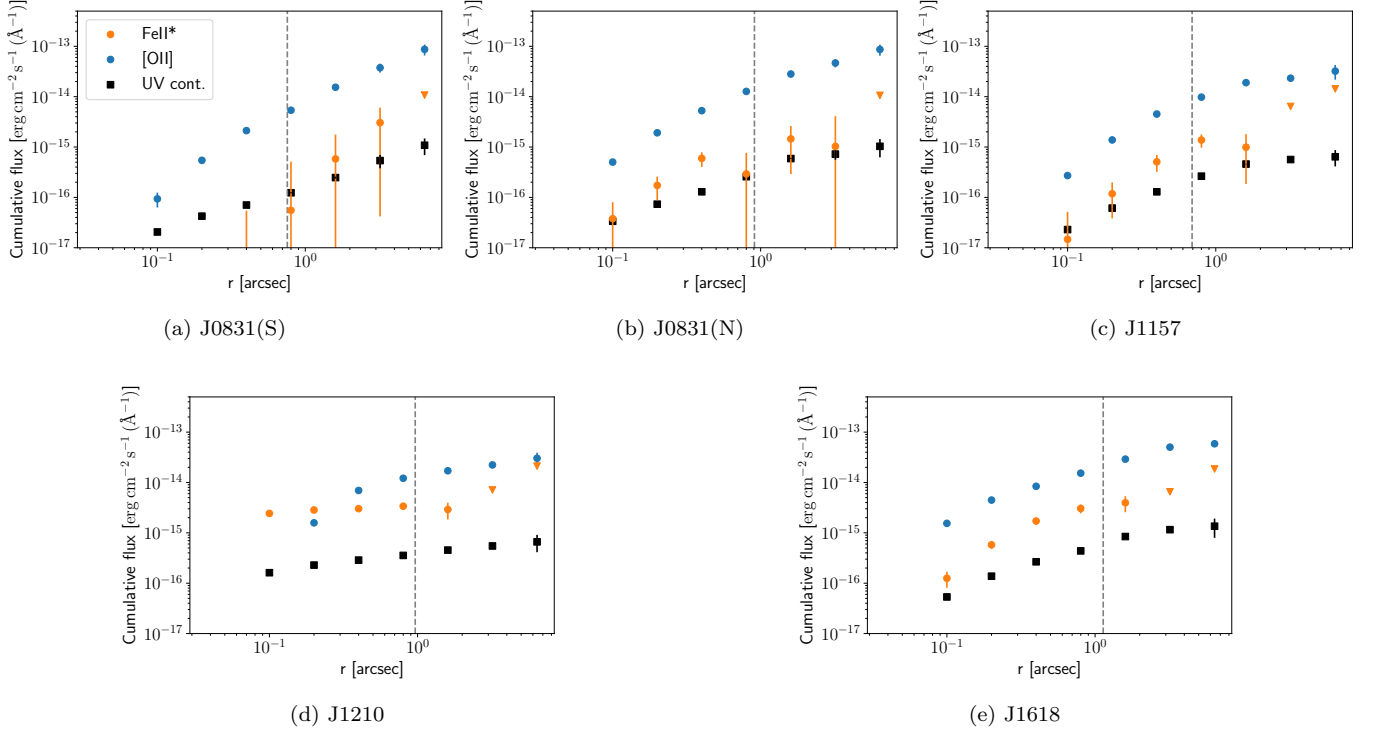 Cumulative flux [erg cm⁻² s⁻¹ (Å⁻¹)]
10⁻¹³
10⁻¹⁴
10⁻¹⁵
10⁻¹⁶
10⁻¹⁷
FeII*
[OII]
UV cont.
10⁻¹
10⁰
r [arcsec]
(a) J0831(S)
Cumulative flux [erg cm⁻² s⁻¹ (Å⁻¹)]
10⁻¹³
10⁻¹⁴
10⁻¹⁵
10⁻¹⁶
10⁻¹⁷
10⁻¹
10⁰
r [arcsec]
(b) J0831(N)
Cumulative flux [erg cm⁻² s⁻¹ (Å⁻¹)]
10⁻¹³
10⁻¹⁴
10⁻¹⁵
10⁻¹⁶
10⁻¹⁷
10⁻¹
10⁰
r [arcsec]
(c) J1157
Cumulative flux [erg cm⁻² s⁻¹ (Å⁻¹)]
10⁻¹³
10⁻¹⁴
10⁻¹⁵
10⁻¹⁶
10⁻¹⁷
10⁻¹
10⁰
r [arcsec]
(d) J1210
Cumulative flux [erg cm⁻² s⁻¹ (Å⁻¹)]
10⁻¹³
10⁻¹⁴
10⁻¹⁵
10⁻¹⁶
10⁻¹⁷
10⁻¹
10⁰
r [arcsec]
(e) J1618